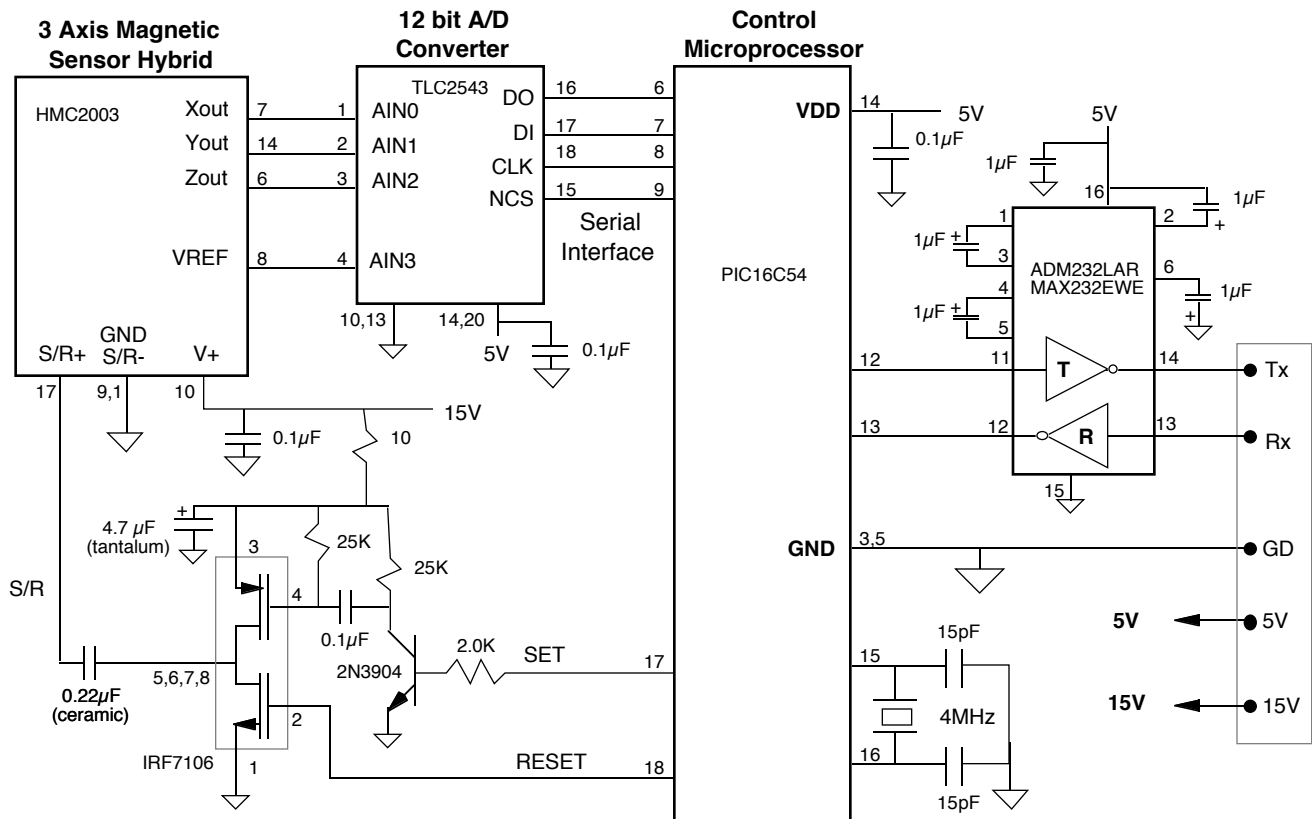 3 Axis Magnetic
Sensor Hybrid
12 bit A/D
Converter
Control
Microprocessor
HMC2003
Xout
7
Yout
14
Zout
6
VREF
8
S/R+
GND
S/R-
V+
17
9,1
10
TLC2543
1
AIN0
2
AIN1
3
AIN2
4
AIN3
DO
16
DI
17
CLK
18
NCS
15
10,13
14,20
5V
0.1µF
Serial
Interface
6
7
8
9
PIC16C54
VDD
14
5V
0.1µF
5V
1µF
16
1µF
+
1
2
1µF
+
3
ADM232LAR
MAX232EWE
6
4
1µF
+
5
1µF
+
12
11
T
14
Tx
13
12
R
13
Rx
15
GND
3,5
GD
5V
5V
15V
15V
15V
0.1µF
10
+
4.7 µF
(tantalum)
3
25K
25K
S/R
4
0.1µF
2N3904
2.0K
SET
17
0.22µF
(ceramic)
5,6,7,8
2
IRF7106
1
RESET
18
15
15pF
4MHz
16
15pF